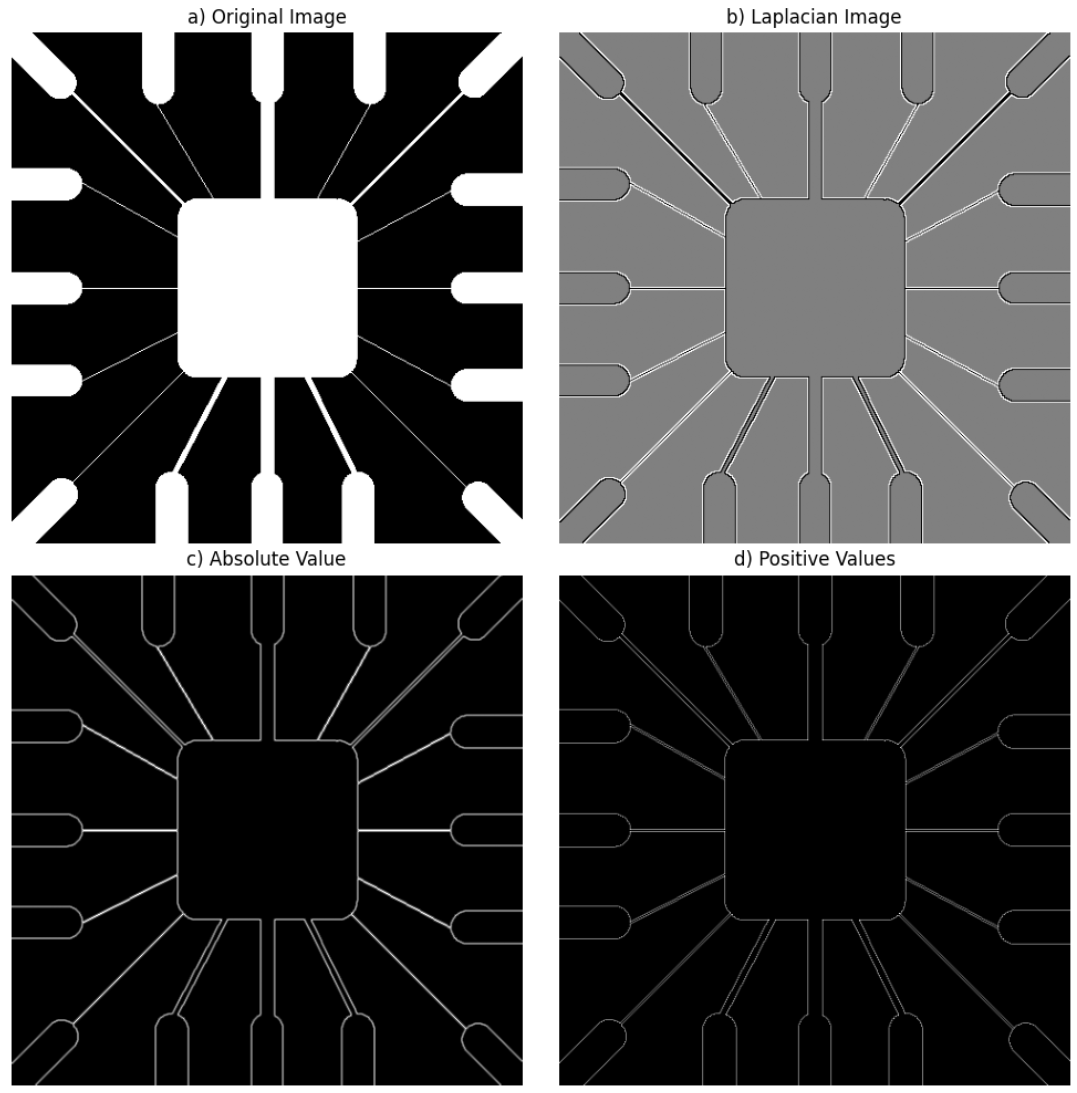 a) Original Image
b) Laplacian Image
c) Absolute Value
d) Positive Values